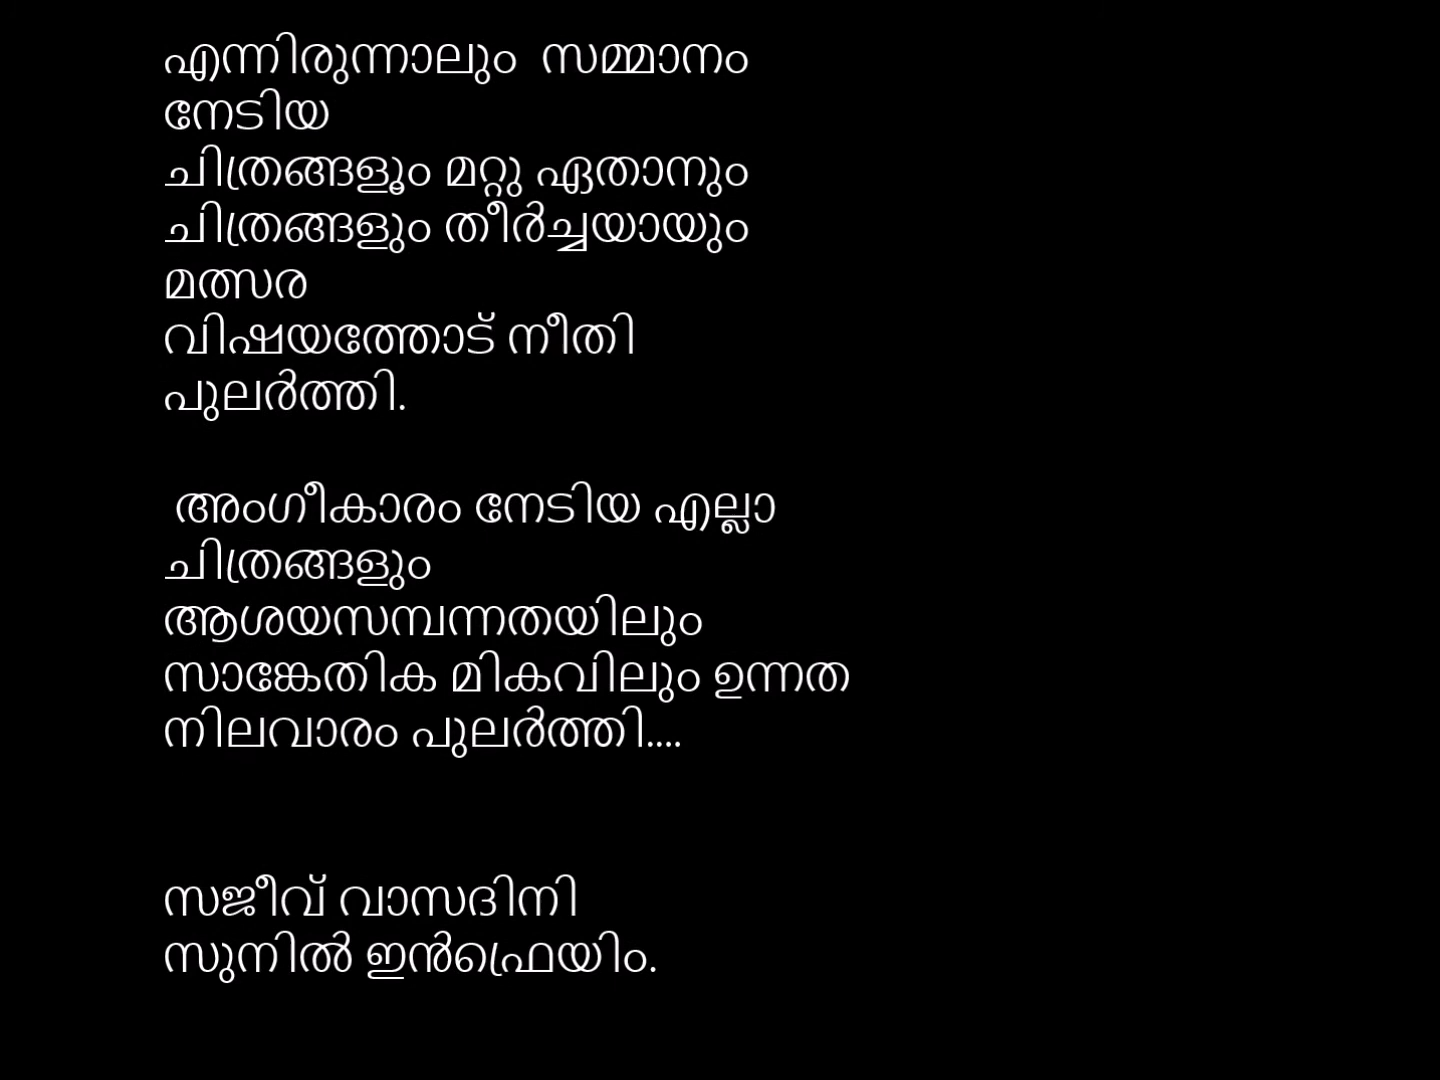 എന്നിരുന്നാലും സമ്മാനം
നേടിയ
ചിത്രങ്ങളൂം മറ്റു ഏതാനും
ചിത്രങ്ങളും തീർച്ചയായും
മത്സര
വിഷയത്തോട് നീതി
പുലർത്തി.
അംഗീകാരം നേടിയ എല്ലാ
ചിത്രങ്ങളും
ആശയസമ്പന്നതയിലും
സാങ്കേതിക മികവിലും ഉന്നത
നിലവാരം പുലർത്തി....
സജീവ് വാസദിനി
സുനിൽ ഇൻഫ്രെയിം.